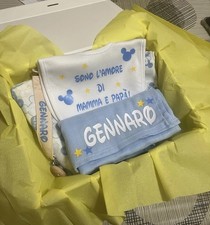 SONO L'AMORE
DI
MAMMA E PAPÀ!
GENNARO
GENNARO